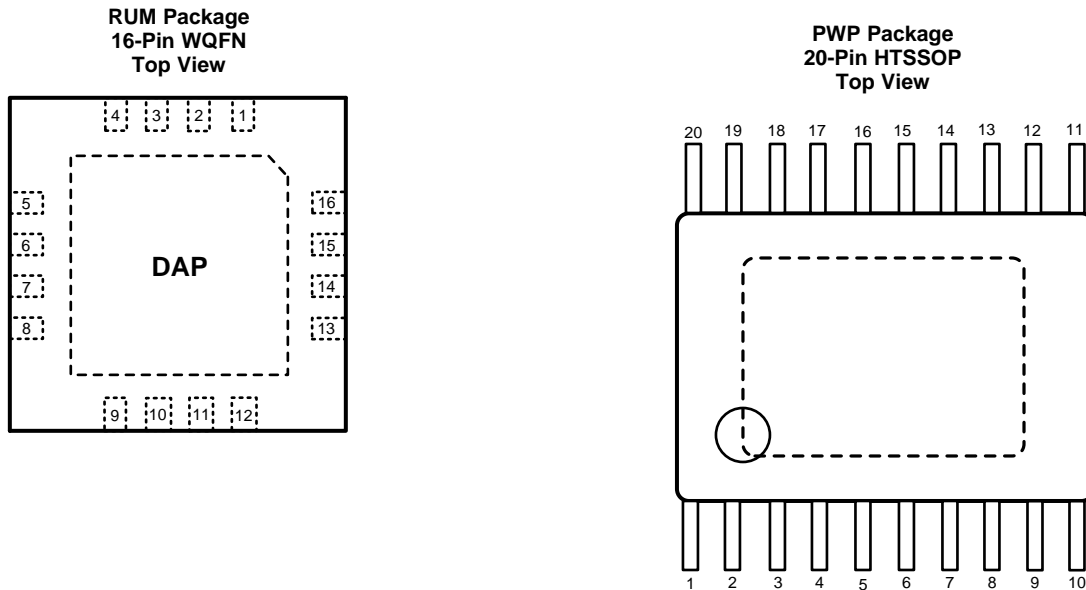 RUM Package
16-Pin WQFN
Top View
4 3 2 1
5
6
7
8
DAP
16
15
14
13
9 10 11 12
PWP Package
20-Pin HTSSOP
Top View
20 19 18 17 16 15 14 13 12 11
1 2 3 4 5 6 7 8 9 10